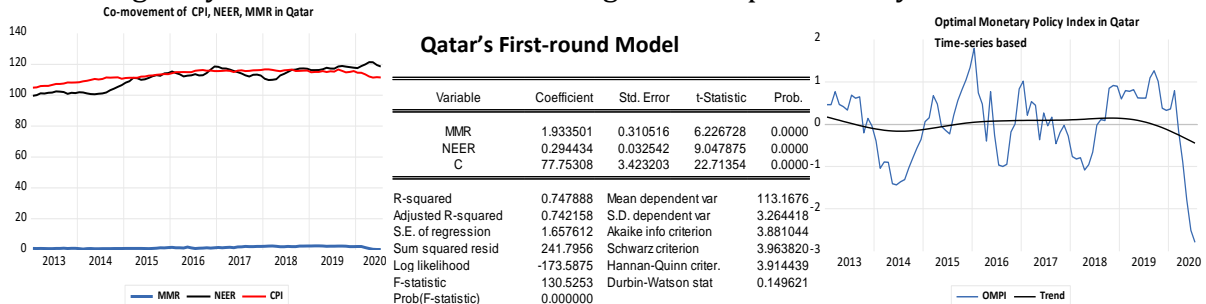 Co-movement of CPI, NEER, MMR in Qatar
140
120
100
80
60
40
20
0
2013 2014 2015 2016 2017 2018 2019 2020
MMR NEER CPI
Qatar's First-round Model
Variable Coefficient Std. Error t-Statistic Prob.
MMR 1.933501 0.310516 6.226728 0.0000
NEER 0.294434 0.032542 9.047875 0.0000
C 77.75308 3.423203 22.71354 0.0000
R-squared 0.747888 Mean dependent var 113.1676
Adjusted R-squared 0.742158 S.D. dependent var 3.264418
S.E. of regression 1.657612 Akaike info criterion 3.881044
Sum squared resid 241.7956 Schwarz criterion 3.963820
Log likelihood -173.5875 Hannan-Quinn criter. 3.914439
F-statistic 130.5253 Durbin-Watson stat 0.149621
Prob(F-statistic) 0.000000
Optimal Monetary Policy Index in Qatar
Time-series based
2
1
0
-1
-2
-3
2013 2014 2015 2016 2017 2018 2019 2020
OMPI Trend